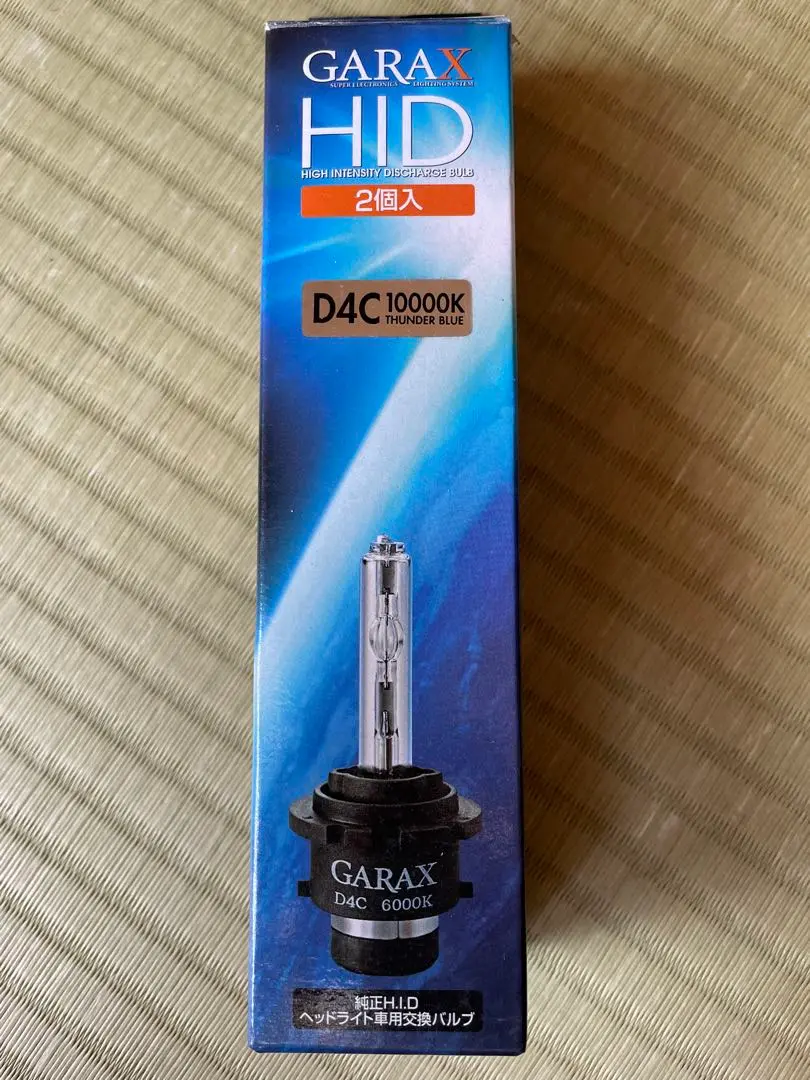 GARAX
SUPER ELECTRONICS LIGHTING SYSTEM
HID
HIGH INTENSITY DISCHARGE BULB
2個入
D4C 10000K
THUNDER BLUE
GARAX
D4C 6000K
純正H.I.D
ヘッドライト車用交換バルブ